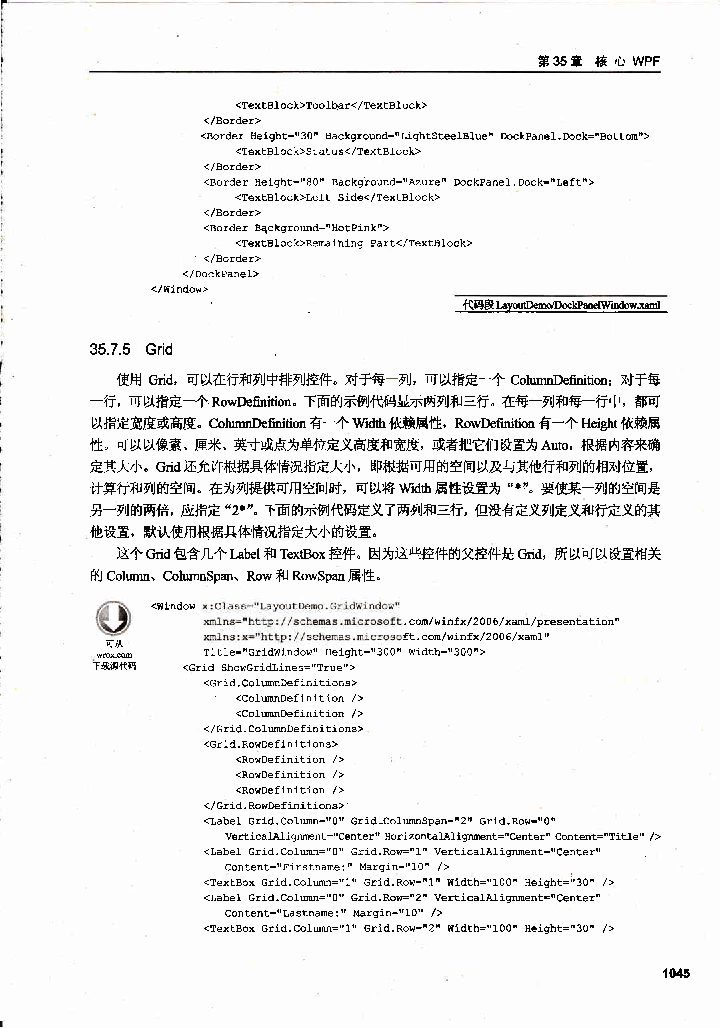 第 35 章 核 心 WPF
<TextBlock>Toolbar</TextBlock>
</Border>
<Border Height="30" Background="LightSteelBlue" DockPanel.Dock="Bottom">
<TextBlock>Status</TextBlock>
</Border>
<Border Height="80" Background="Azure" DockPanel.Dock="Left">
<TextBlock>Left Side</TextBlock>
</Border>
<Border Background="HotPink">
<TextBlock>Remaining Part</TextBlock>
</Border>
</DockPanel>
</Window>
代码段 LayoutDemo/DockPanelWindow.xaml
35.7.5 Grid
使用 Grid，可以在行和列中排列控件。对于每一列，可以指定一个 ColumnDefinition；对于每
一行，可以指定一个 RowDefinition。下面的示例代码显示两列和三行。在每一列和每一行中，都可
以指定宽度或高度。ColumnDefinition 有一个 Width 依赖属性，RowDefinition 有一个 Height 依赖属
性。可以以像素、厘米、英寸或点为单位定义高度和宽度，或者把它们设置为 Auto，根据内容来确
定其大小。Grid 还允许根据具体情况指定大小，即根据可用的空间以及与其他行和列的相对位置，
计算行和列的空间。在为列提供可用空间时，可以将 Width 属性设置为 “*”。要使某一列的空间是
另一列的两倍，应指定 “2*”。下面的示例代码定义了两列和三行，但没有定义列定义和行定义的其
他设置，默认使用根据具体情况指定大小的设置。
这个 Grid 包含几个 Label 和 TextBox 控件。因为这些控件的父控件是 Grid，所以可以设置相关
的 Column、ColumnSpan、Row 和 RowSpan 属性。
可从
wrox.com
下载源代码
<Window x:Class="LayoutDemo.GridWindow"
xmlns="http://schemas.microsoft.com/winfx/2006/xaml/presentation"
xmlns:x="http://schemas.microsoft.com/winfx/2006/xaml"
Title="GridWindow" Height="300" Width="300">
<Grid ShowGridLines="True">
<Grid.ColumnDefinitions>
<ColumnDefinition />
<ColumnDefinition />
</Grid.ColumnDefinitions>
<Grid.RowDefinitions>
<RowDefinition />
<RowDefinition />
<RowDefinition />
</Grid.RowDefinitions>
<Label Grid.Column="0" Grid.ColumnSpan="2" Grid.Row="0"
VerticalAlignment="Center" HorizontalAlignment="Center" Content="Title" />
<Label Grid.Column="0" Grid.Row="1" VerticalAlignment="Center"
Content="Firstname:" Margin="10" />
<TextBox Grid.Column="1" Grid.Row="1" Width="100" Height="30" />
<Label Grid.Column="0" Grid.Row="2" VerticalAlignment="Center"
Content="Lastname:" Margin="10" />
<TextBox Grid.Column="1" Grid.Row="2" Width="100" Height="30" />
1045